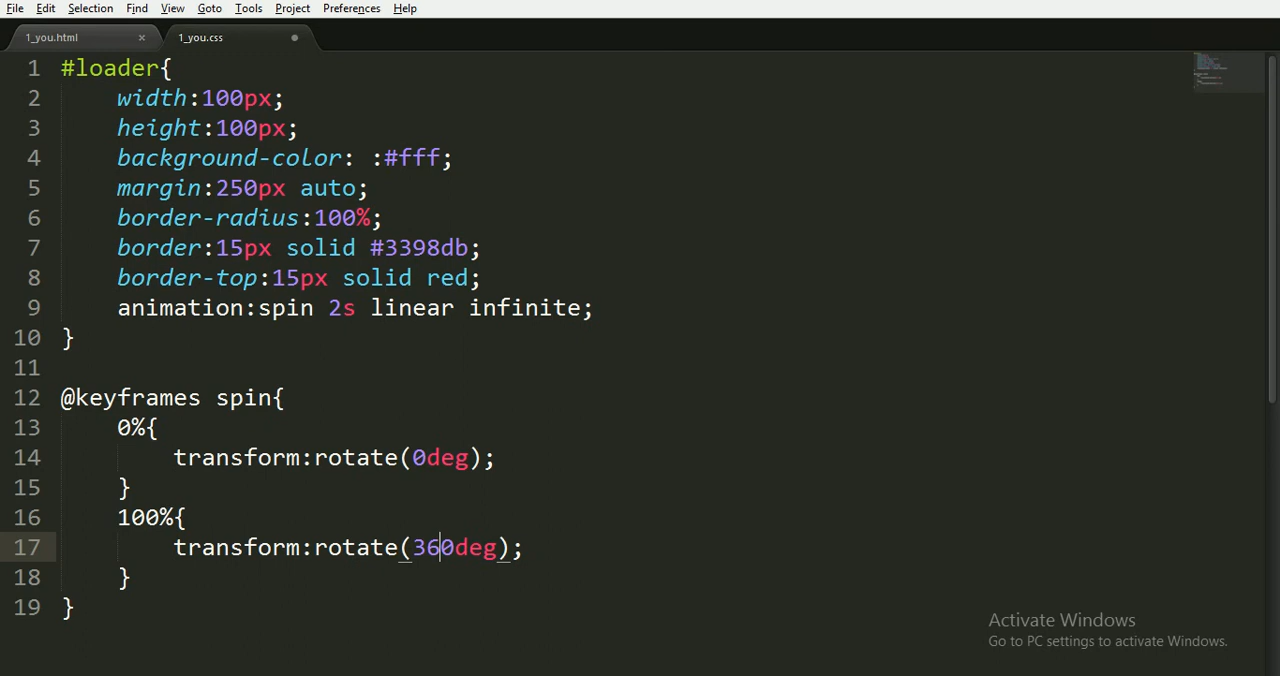 File Edit Selection Find View Goto Tools Project Preferences Help
1_you.html × 1_you.css
1 #loader{
2 width:100px;
3 height:100px;
4 background-color: :#fff;
5 margin:250px auto;
6 border-radius:100%;
7 border:15px solid #3398db;
8 border-top:15px solid red;
9 animation:spin 2s linear infinite;
10 }
11
12 @keyframes spin{
13 0%{
14 transform:rotate(0deg);
15 }
16 100%{
17 transform:rotate(360deg);
18 }
19 }
Activate Windows
Go to PC settings to activate Windows.